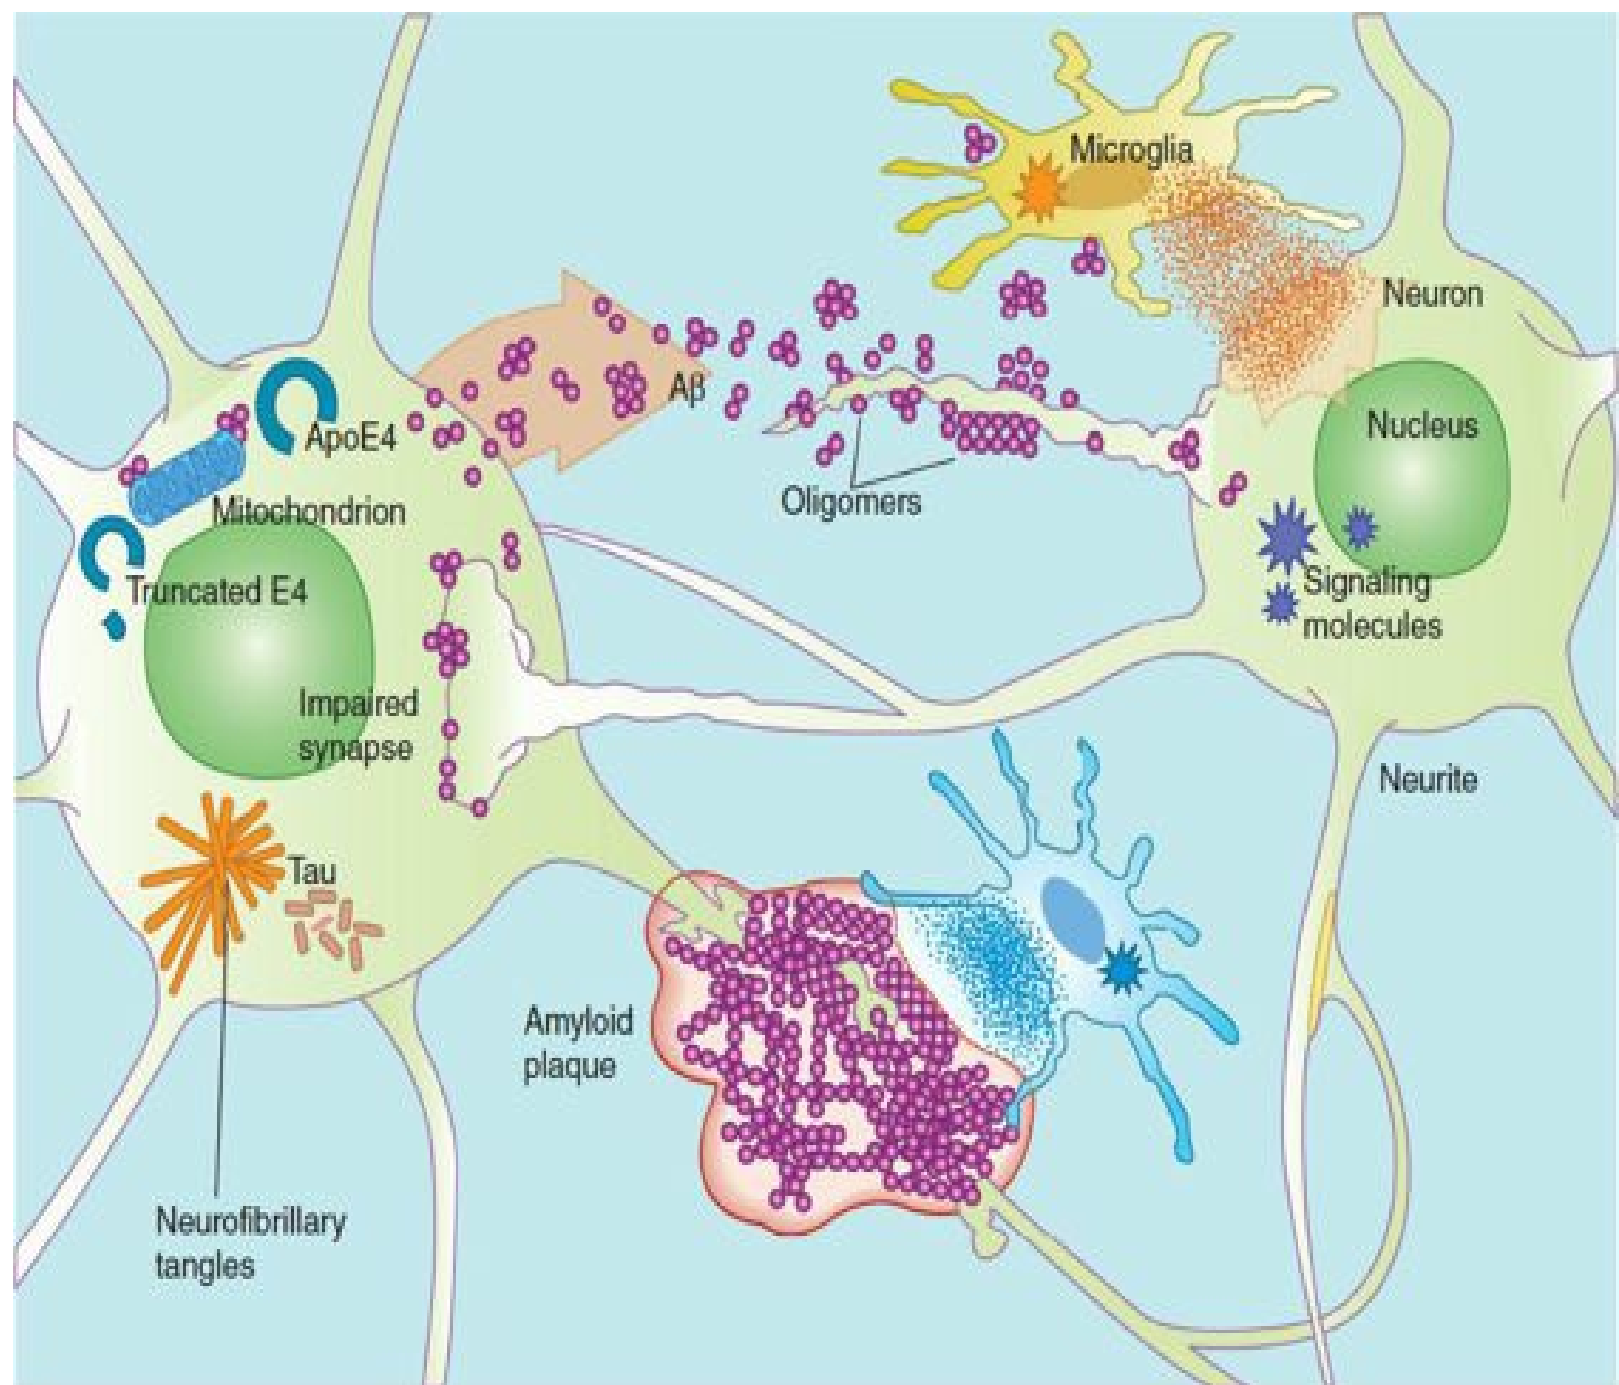 Microglia
Neuron
Aβ
ApoE4
Nucleus
Mitochondrion
Oligomers
Truncated E4
Signaling
molecules
Impaired
synapse
Neurite
Tau
Amyloid
plaque
Neurofibrillary
tangles